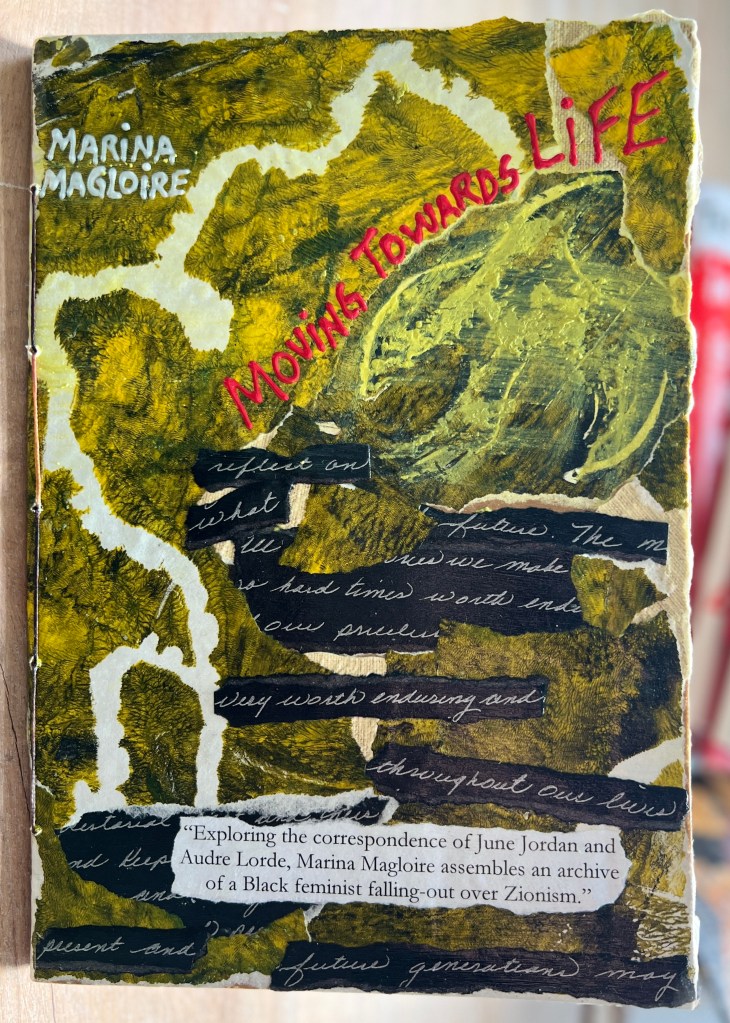 MARINA
MAGLOIRE
MOVING TOWARDS LIFE
reflect on
what
future. The m
we make
hard times worth endu
our priceless
very worth enduring and
throughout our lives
"Exploring the correspondence of June Jordan and
Audre Lorde, Marina Magloire assembles an archive
of a Black feminist falling-out over Zionism."
present and
future generations may